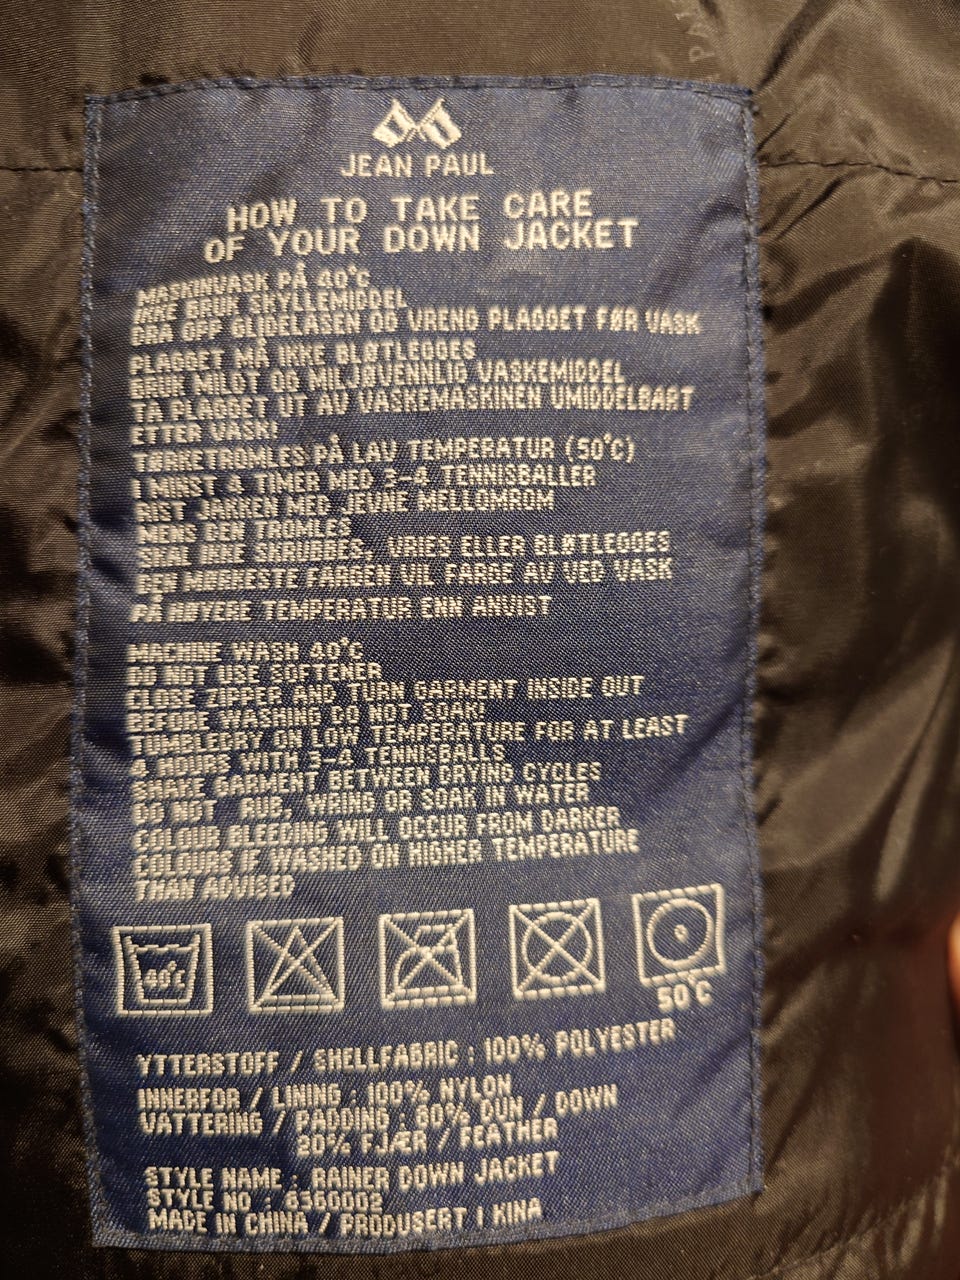 JEAN PAUL
HOW TO TAKE CARE
OF YOUR DOWN JACKET
MASKINVASK PÅ 40°C
IKKE BRUK SKYLLEMIDDEL
DRA OPP GLIDELÅSEN OG VRENG PLAGGET FØR VASK
PLAGGET MÅ IKKE BLØTLEGGES
BRUK MILDT OG MILJØVENNLIG VASKEMIDDEL
TA PLAGGET UT AV VASKEMASKINEN UMIDDELBART
ETTER VASK!
TØRKETROMLES PÅ LAV TEMPERATUR (50°C)
I MINST TIMER MED 3-4 TENNISBALLER
RIST JAKKEN MED JEVNE MELLOMROM
MENS DEN TROMLES
SKAL IKKE SKRUBBES, VRIES ELLER BLØTLEGGES
DEN MØRKESTE FARGEN VIL FARGE AV VED VASK
PÅ HØYERE TEMPERATUR ENN ANVIST
MACHINE WASH 40°C
DO NOT USE SOFTENER
CLOSE ZIPPER AND TURN GARMENT INSIDE OUT
BEFORE WASHING DO NOT SOAK!
TUMBLEDRY ON LOW TEMPERATURE FOR AT LEAST
HOURS WITH 3-4 TENNISBALLS
SHAKE GARMENT BETWEEN DRYING CYCLES
DO NOT RUB, WRING OR SOAK IN WATER
COLOUR BLEEDING WILL OCCUR FROM DARKER
COLOURS IF WASHED ON HIGHER TEMPERATURE
THAN ADVISED
40°C
50°C
YTTERSTOFF / SHELLFABRIC : 100% POLYESTER
INNERFOR / LINING : 100% NYLON
VATTERING / PADDING : DUN / DOWN
20% FJÆR / FEATHER
STYLE NAME : RAINER DOWN JACKET
STYLE NO :
MADE IN CHINA / PRODUSERT I KINA